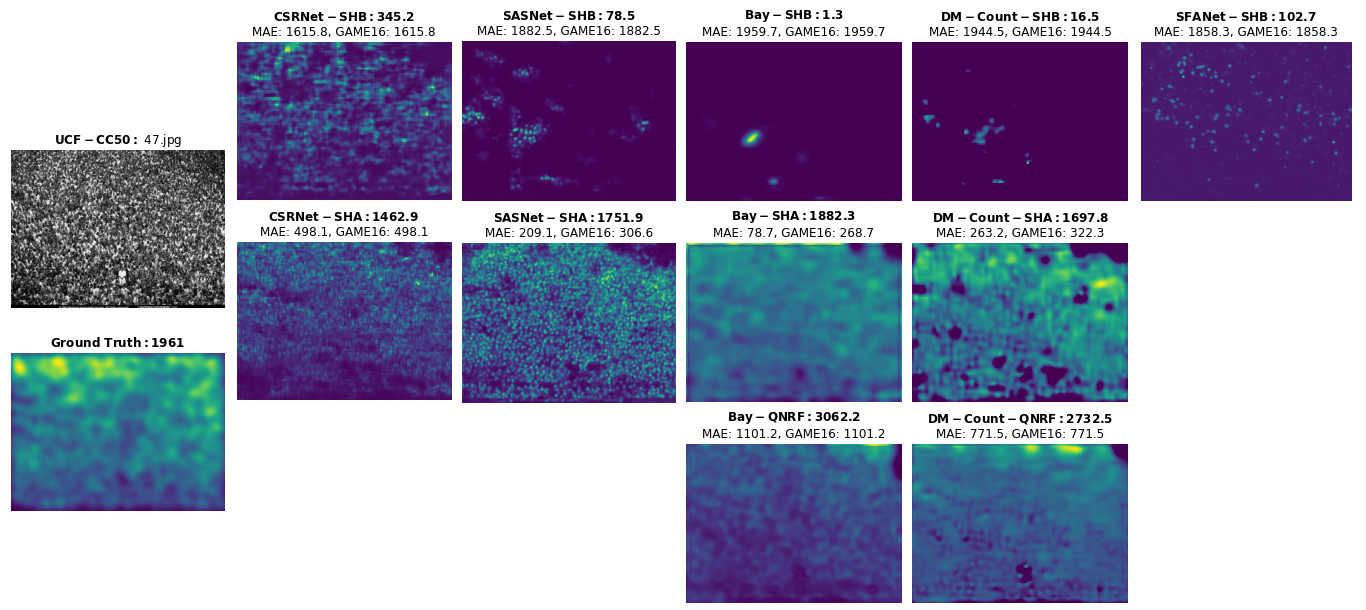 CSRNet − SHB : 345.2
MAE: 1615.8, GAME16: 1615.8
SASNet − SHB : 78.5
MAE: 1882.5, GAME16: 1882.5
Bay − SHB : 1.3
MAE: 1959.7, GAME16: 1959.7
DM − Count − SHB : 16.5
MAE: 1944.5, GAME16: 1944.5
SFANet − SHB : 102.7
MAE: 1858.3, GAME16: 1858.3
UCF − CC50 : 47.jpg
CSRNet − SHA : 1462.9
MAE: 498.1, GAME16: 498.1
SASNet − SHA : 1751.9
MAE: 209.1, GAME16: 306.6
Bay − SHA : 1882.3
MAE: 78.7, GAME16: 268.7
DM − Count − SHA : 1697.8
MAE: 263.2, GAME16: 322.3
Ground Truth : 1961
Bay − QNRF : 3062.2
MAE: 1101.2, GAME16: 1101.2
DM − Count − QNRF : 2732.5
MAE: 771.5, GAME16: 771.5